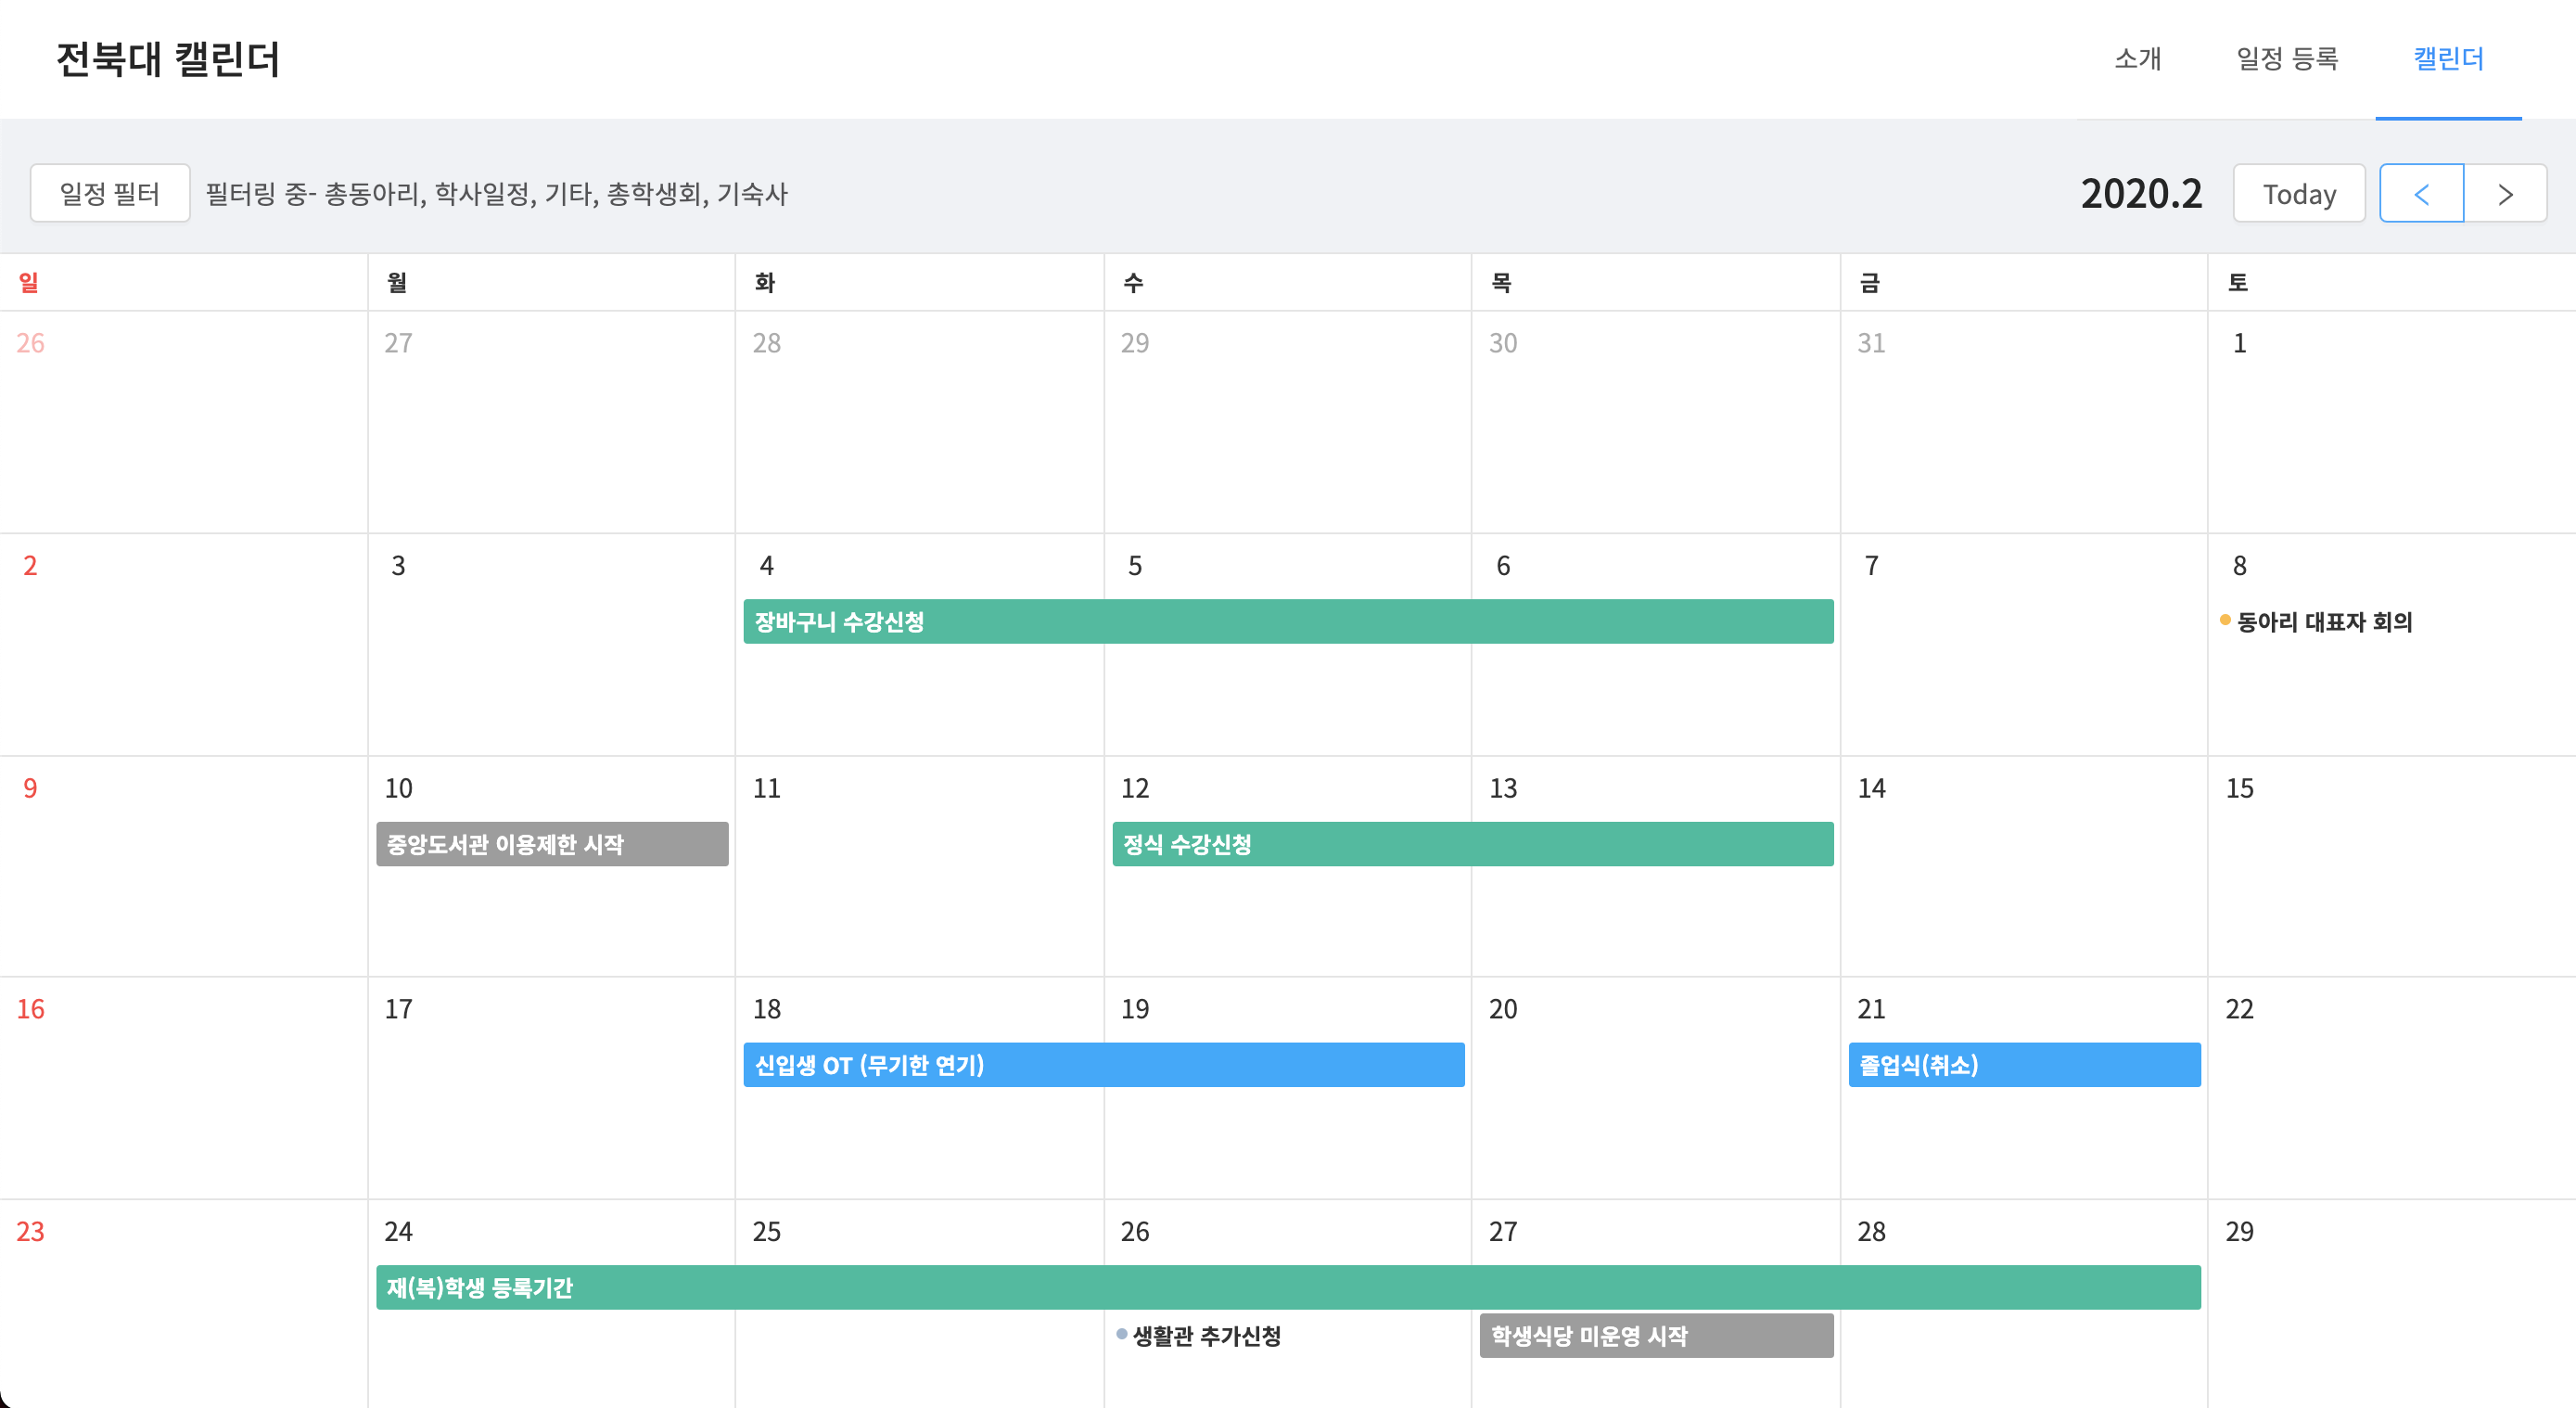 전북대 캘린더
소개 일정 등록 캘린더
일정 필터 필터링 중- 총동아리, 학사일정, 기타, 총학생회, 기숙사 2020.2 Today
일 월 화 수 목 금 토
26 27 28 29 30 31 1
2 3 4 5 6 7 8
장바구니 수강신청 동아리 대표자 회의
9 10 11 12 13 14 15
중앙도서관 이용제한 시작 정식 수강신청
16 17 18 19 20 21 22
신입생 OT (무기한 연기) 졸업식(취소)
23 24 25 26 27 28 29
재(복)학생 등록기간
생활관 추가신청 학생식당 미운영 시작